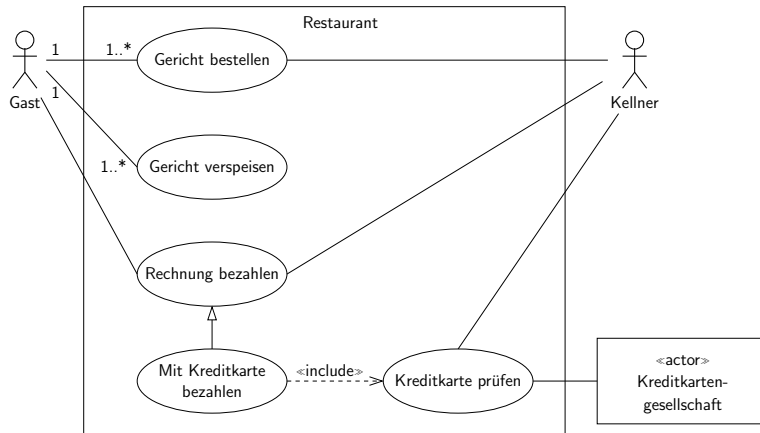 Restaurant
1
1..*
Gericht bestellen
Gast
Kellner
1
1..*
Gericht verspeisen
Rechnung bezahlen
Mit Kreditkarte
bezahlen
«include»
Kreditkarte prüfen
«actor»
Kreditkarten-
gesellschaft